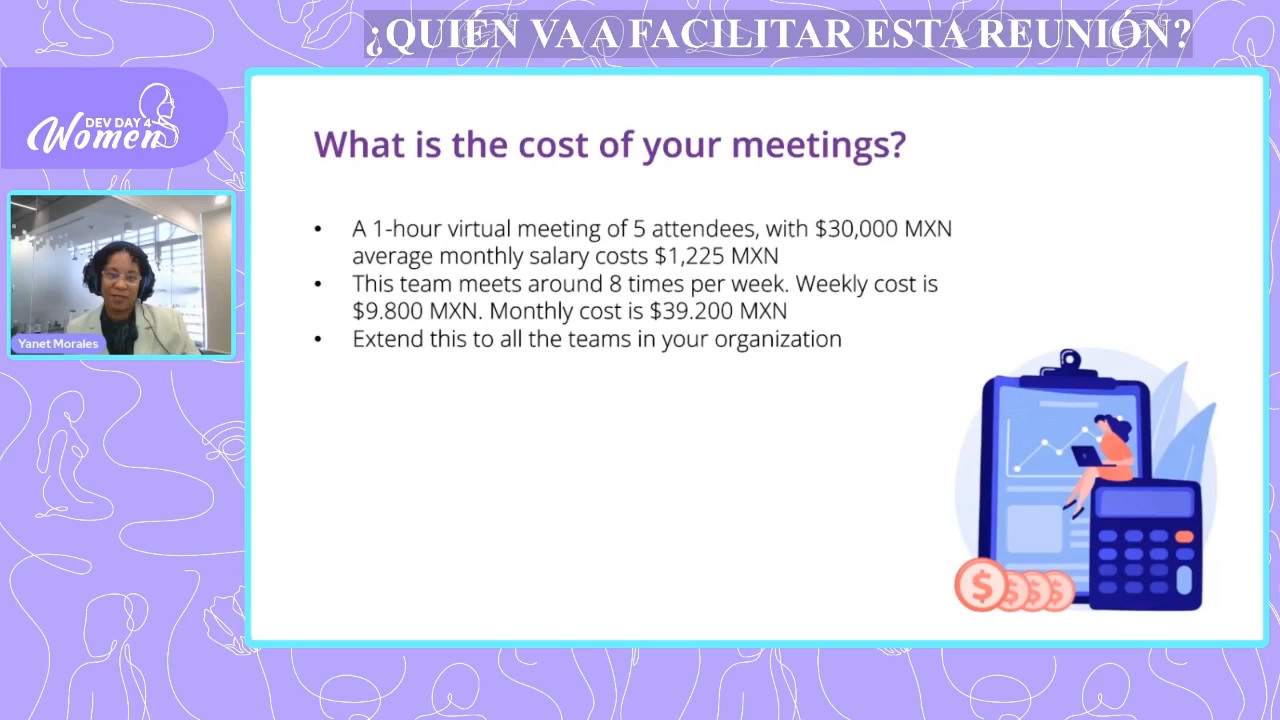 ¿QUIÉN VA A FACILITAR ESTA REUNIÓN?
DEV DAY 4
Women
Yanet Morales
What is the cost of your meetings?
• A 1-hour virtual meeting of 5 attendees, with $30,000 MXN
average monthly salary costs $1,225 MXN
• This team meets around 8 times per week. Weekly cost is
$9.800 MXN. Monthly cost is $39.200 MXN
• Extend this to all the teams in your organization
$
$
$
$